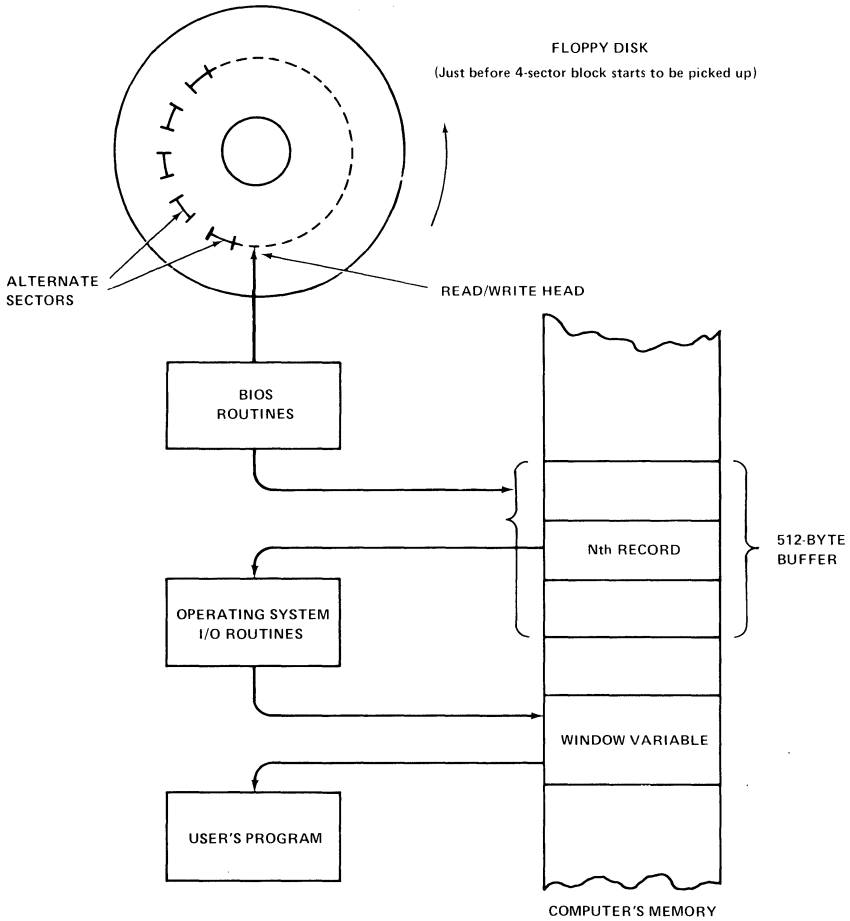 FLOPPY DISK
(Just before 4-sector block starts to be picked up)
ALTERNATE
SECTORS
READ/WRITE HEAD
BIOS
ROUTINES
Nth RECORD
512-BYTE
BUFFER
OPERATING SYSTEM
I/O ROUTINES
WINDOW VARIABLE
USER'S PROGRAM
COMPUTER'S MEMORY